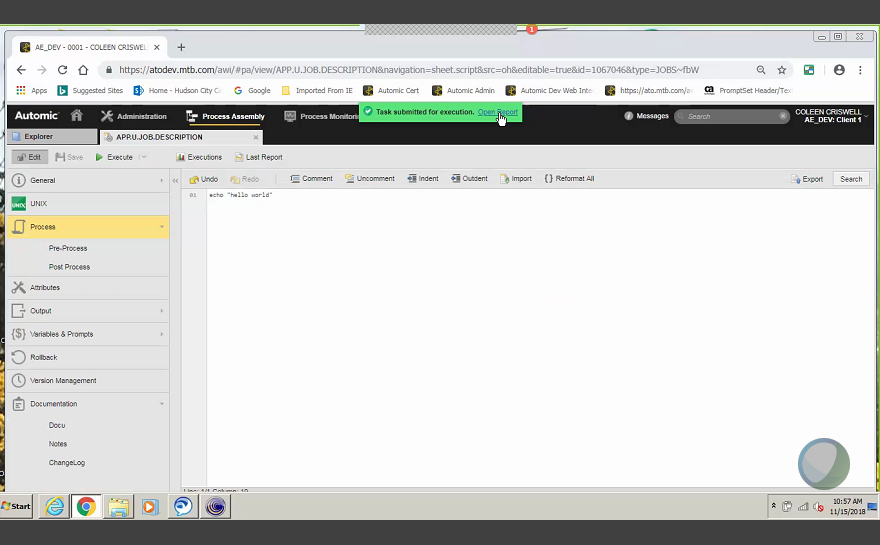 1
AE_DEV - 0001 - COLEEN CRISWELL
https://atodev.mtb.com/awi/#pa/view/APP.U.JOB.DESCRIPTION&navigation=sheet.script&src=oh&editable=true&id=1067046&type=JOBS~fbW
Apps
Suggested Sites
Home - Hudson City C
Google
Imported From IE
Automic Cert
Automic Admin
Automic Dev Web Inte
https://ato.mtb.com/a
PromptSet Header/Text
Automic
Administration
Process Assembly
Process Monitorin
Task submitted for execution. Open Report
Messages
Search
COLEEN CRISWELL
AE_DEV: Client 1
Explorer
APP.U.JOB.DESCRIPTION
Edit
Save
Execute
Executions
Last Report
General
UNIX
Process
Pre-Process
Post Process
Attributes
Output
{$} Variables & Prompts
Rollback
Version Management
Documentation
Docu
Notes
ChangeLog
Undo
Redo
Comment
Uncomment
Indent
Outdent
Import
{} Reformat All
Export
Search
01 echo "hello world"
Line: 1/1 Column: 19
Start
10:57 AM
11/15/2018